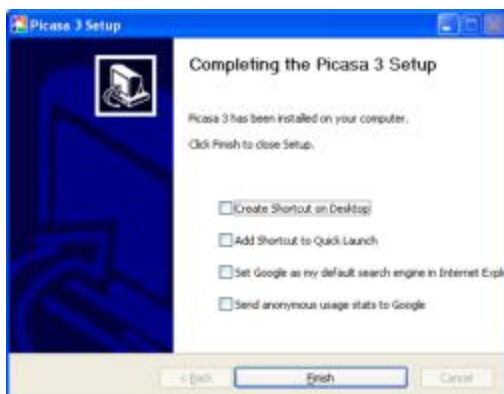 Picasa 3 Setup
Completing the Picasa 3 Setup
Picasa 3 has been installed on your computer.
Click Finish to close Setup.
Create Shortcut on Desktop
Add Shortcut to Quick Launch
Set Google as my default search engine in Internet Expl
Send anonymous usage stats to Google
< Back
Finish
Cancel